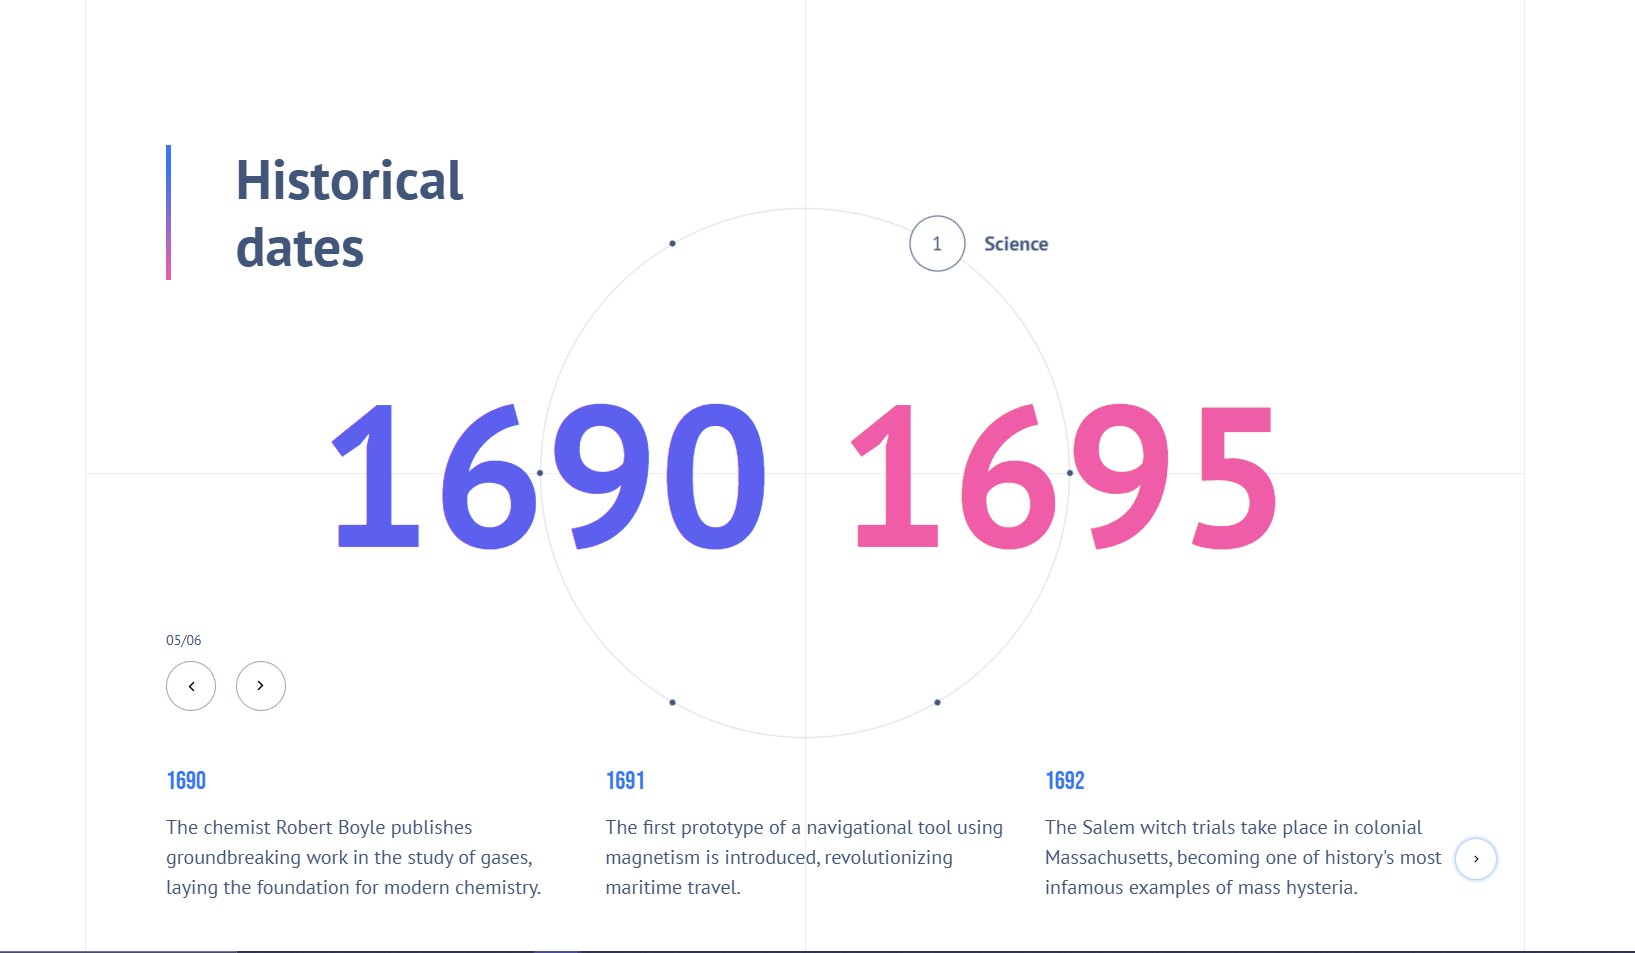 Historical
dates
1 Science
1690 1695
05/06
1690
The chemist Robert Boyle publishes
groundbreaking work in the study of gases,
laying the foundation for modern chemistry.
1691
The first prototype of a navigational tool using
magnetism is introduced, revolutionizing
maritime travel.
1692
The Salem witch trials take place in colonial
Massachusetts, becoming one of history's most
infamous examples of mass hysteria.